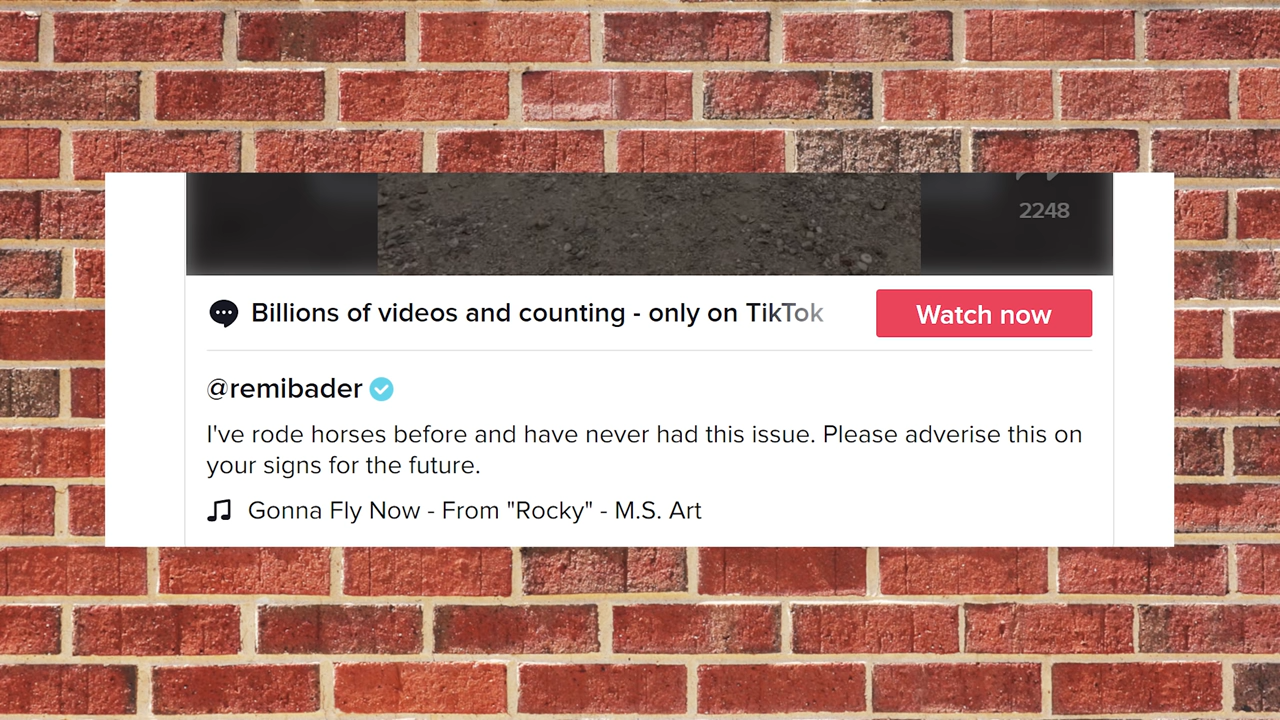 2248
Billions of videos and counting - only on TikTok
Watch now
@remibader
I've rode horses before and have never had this issue. Please adverise this on
your signs for the future.
Gonna Fly Now - From "Rocky" - M.S. Art